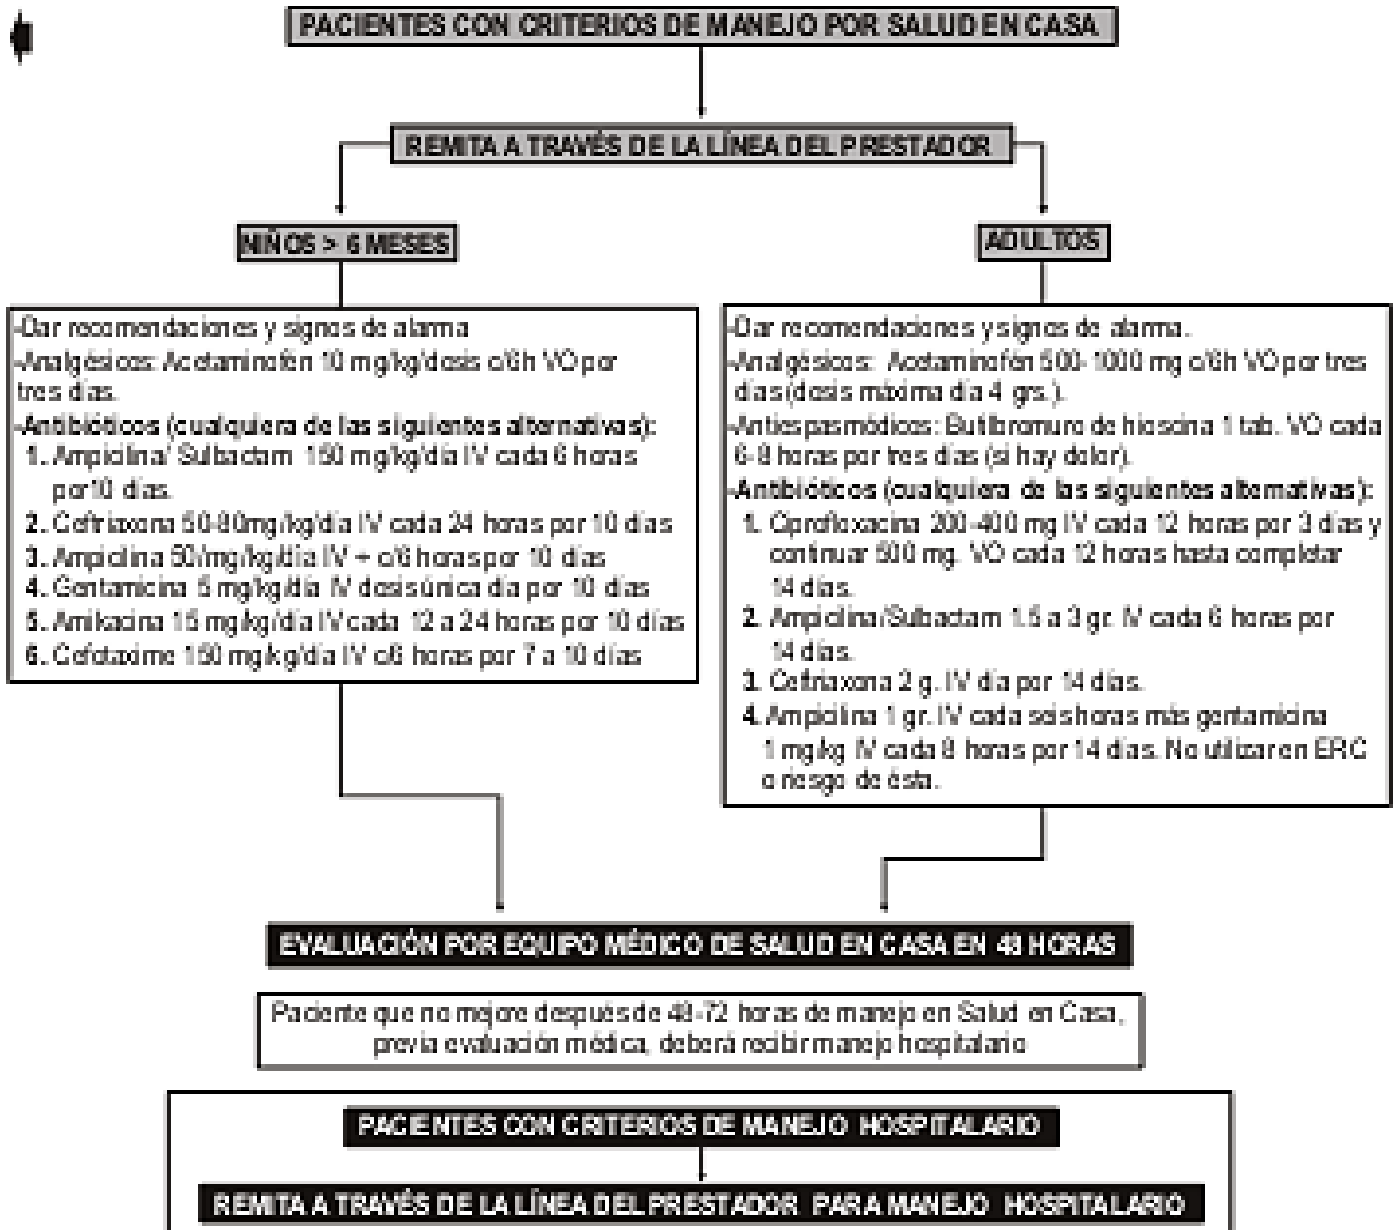 PACIENTES CON CRITERIOS DE MANEJO POR SALUD EN CASA
REMITA A TRAVÉS DE LA LÍNEA DEL PRESTADOR
NIÑOS > 6 MESES
-Dar recomendaciones y signos de alarma
-Analgésicos: Acetaminofén 10 mg/kg/dosis c/6h VO por
tres días.
-Antibióticos (cualquiera de las siguientes alternativas):
1. Ampicilina/ Sulbactam 150 mg/kg/día IV cada 6 horas
por10 días.
2. Ceftriaxona 50-80mg/kg/día IV cada 24 horas por 10 días
3. Ampicilina 50/mg/kg/día IV + c/6 horas por 10 días
4. Gentamicina 5 mg/kg/día IV dosis única día por 10 días
5. Amikacina 15 mg/kg/día IV cada 12 a 24 horas por 10 días
6. Cefotaxime 150 mg/kg/día IV c/6 horas por 7 a 10 días
ADULTOS
-Dar recomendaciones y signos de alarma.
-Analgésicos: Acetaminofén 500-1000 mg c/6h VO por tres
días (dosis máxima día 4 grs.).
-Antiespasmódicos: Butilbromuro de hioscina 1 tab. VO cada
6-8 horas por tres días (si hay dolor).
-Antibióticos (cualquiera de las siguientes alternativas):
1. Ciprofloxacina 200-400 mg IV cada 12 horas por 3 días y
continuar 500 mg. VO cada 12 horas hasta completar
14 días.
2. Ampicilina/Sulbactam 1.5 a 3 gr. IV cada 6 horas por
14 días.
3. Ceftriaxona 2 g. IV día por 14 días.
4. Ampicilina 1 gr. IV cada seis horas más gentamicina
1 mg/kg IV cada 8 horas por 14 días. No utilizar en ERC
o riesgo de ésta.
EVALUACIÓN POR EQUIPO MÉDICO DE SALUD EN CASA EN 48 HORAS
Paciente que no mejore después de 48-72 horas de manejo en Salud en Casa,
previa evaluación médica, deberá recibir manejo hospitalario
PACIENTES CON CRITERIOS DE MANEJO HOSPITALARIO
REMITA A TRAVÉS DE LA LÍNEA DEL PRESTADOR PARA MANEJO HOSPITALARIO